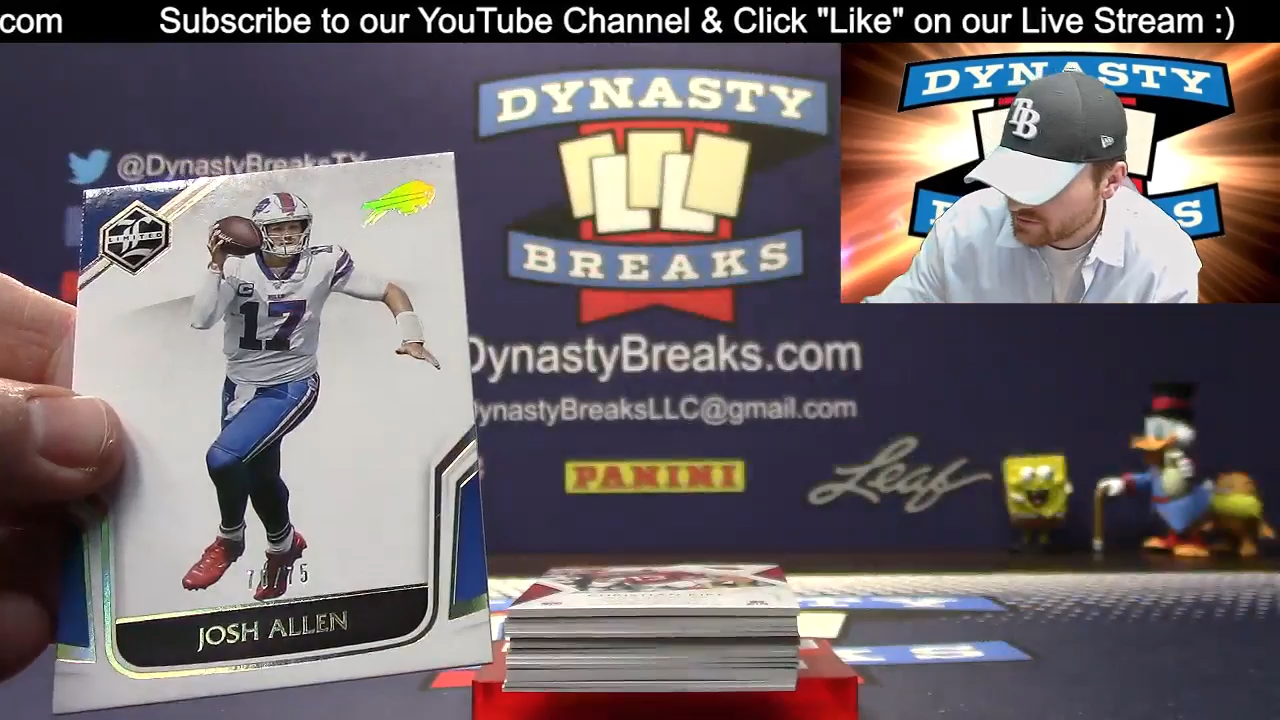 .com Subscribe to our YouTube Channel & Click "Like" on our Live Stream :)
@DynastyBreaksTX
DYNASTY
BREAKS
DynastyBreaks.com
DynastyBreaksLLC@gmail.com
PANINI
Leaf
DYNASTY
TB
LIMITED
17
C
JOSH ALLEN